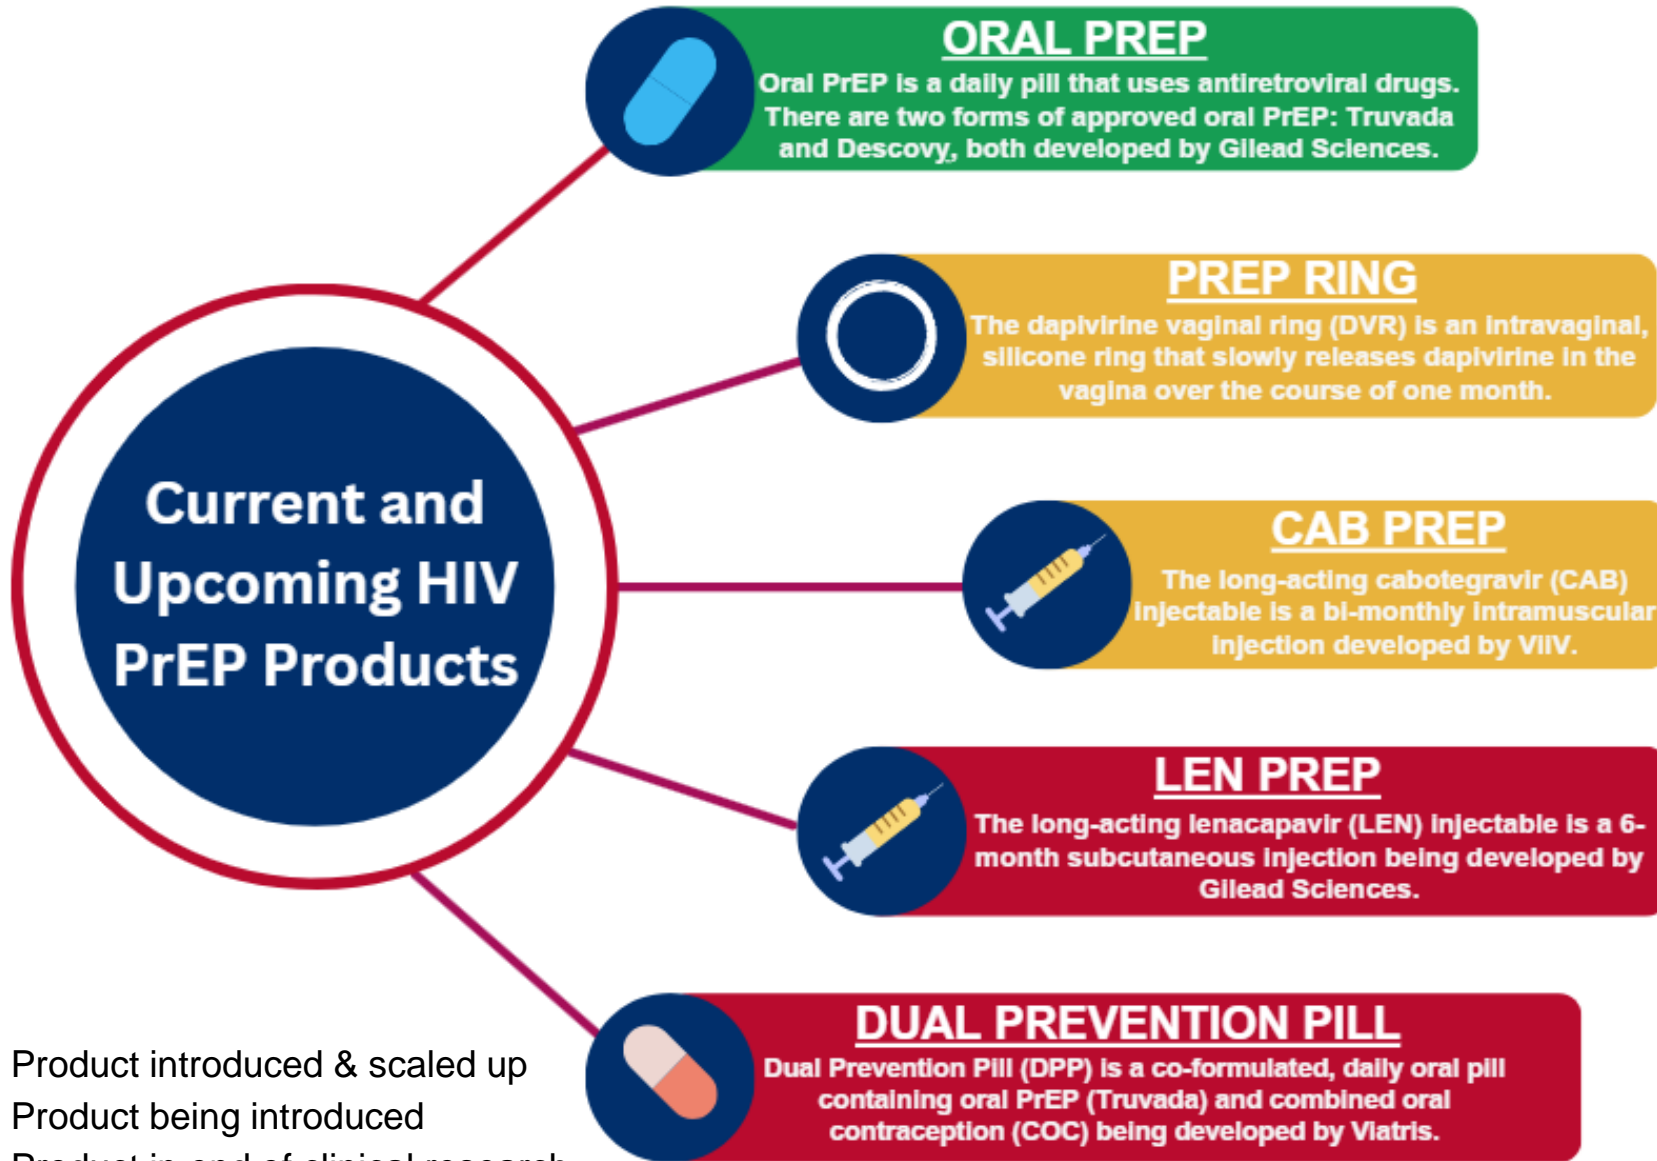 ORAL PREP
Oral PrEP is a daily pill that uses antiretroviral drugs.
There are two forms of approved oral PrEP: Truvada
and Descovy, both developed by Gilead Sciences.
PREP RING
The dapivirine vaginal ring (DVR) is an intravaginal,
silicone ring that slowly releases dapivirine in the
vagina over the course of one month.
Current and
Upcoming HIV
PrEP Products
CAB PREP
The long-acting cabotegravir (CAB)
injectable is a bi-monthly intramuscular
injection developed by ViiV.
LEN PREP
The long-acting lenacapavir (LEN) injectable is a 6-
month subcutaneous injection being developed by
Gilead Sciences.
DUAL PREVENTION PILL
Dual Prevention Pill (DPP) is a co-formulated, daily oral pill
containing oral PrEP (Truvada) and combined oral
contraception (COC) being developed by Viatris.
Product introduced & scaled up
Product being introduced
Product in end of clinical research